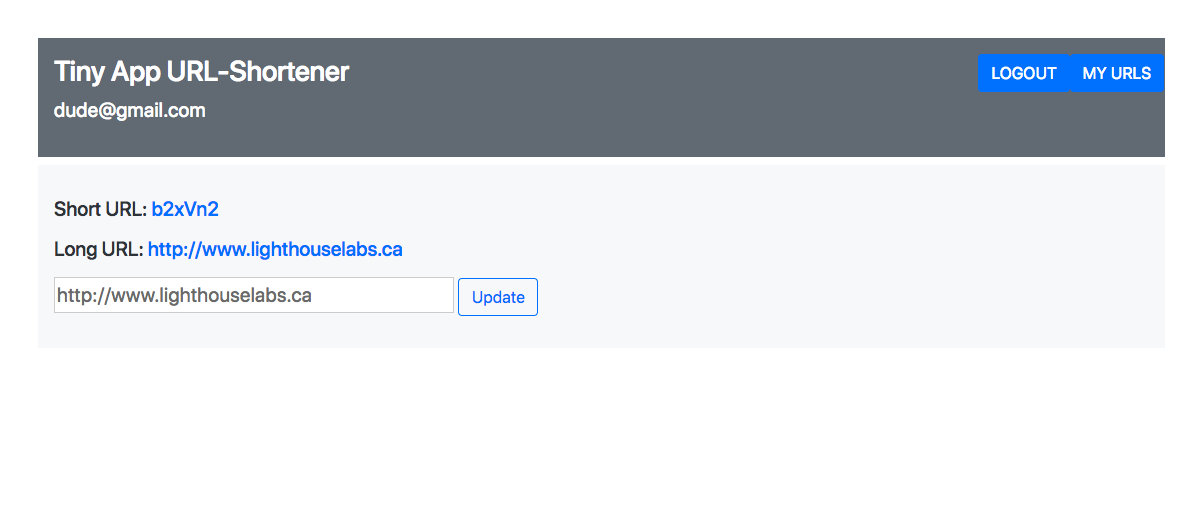 Tiny App URL-Shortener
LOGOUT
MY URLS
dude@gmail.com
Short URL: b2xVn2
Long URL: http://www.lighthouselabs.ca
http://www.lighthouselabs.ca
Update